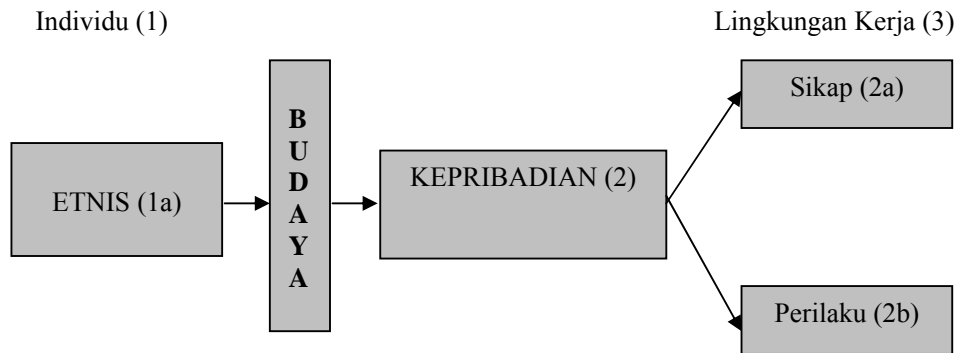 Individu (1)
Lingkungan Kerja (3)
ETNIS (1a)
B
U
D
A
Y
A
KEPRIBADIAN (2)
Sikap (2a)
Perilaku (2b)